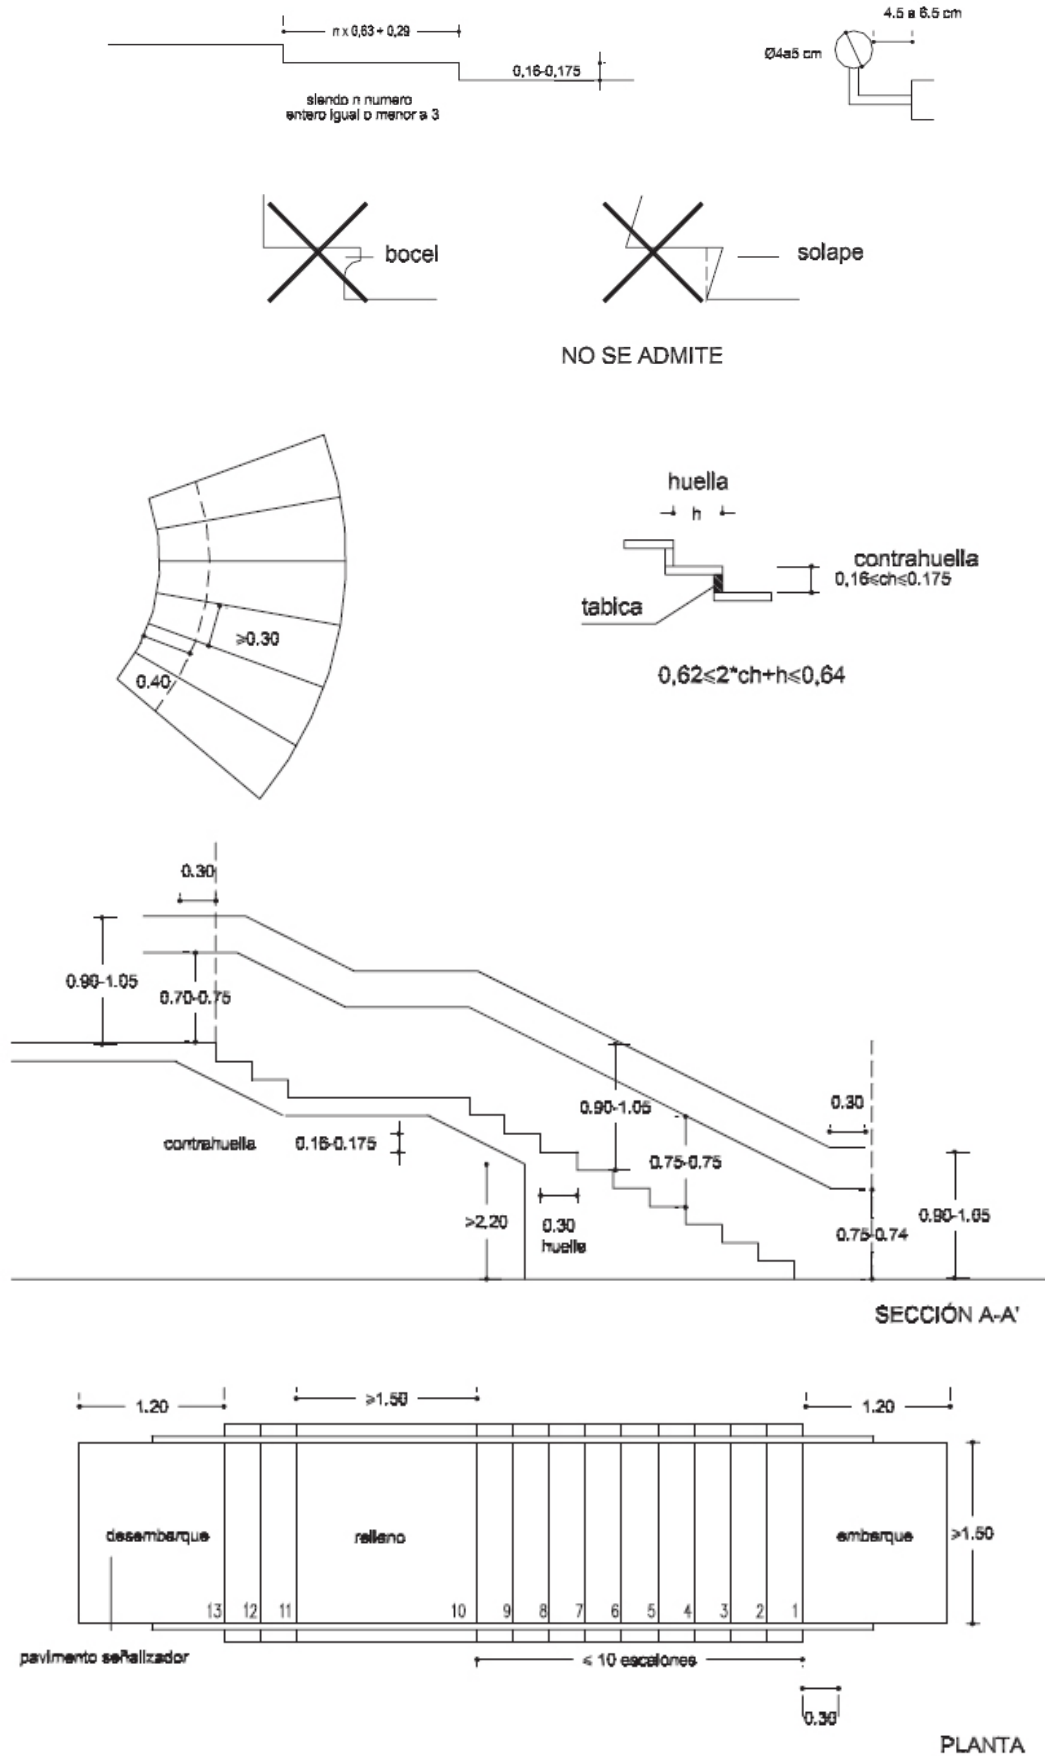 n x 0,63 + 0,29
0,16-0,175
siendo n numero
entero igual o menor a 3
4.5 a 6.5 cm
Ø4a5 cm
bocel
solape
NO SE ADMITE
≥0.30
0.40
huella
h
contrahuella
0,16≤ch≤0.175
tabica
0,62≤2*ch+h≤0,64
0.30
0.90-1.05
0.70-0.75
contrahuella
0.16-0.175
>2,20
0.30
huella
0.90-1.05
0.75-0.75
0.30
0.90-1.05
0.75-0.74
SECCIÓN A-A'
1.20
≥1.50
1.20
desembarque
relleno
embarque
≥1.50
13 12 11 10 9 8 7 6 5 4 3 2 1
pavimento señalizador
≤ 10 escalones
0.30
PLANTA